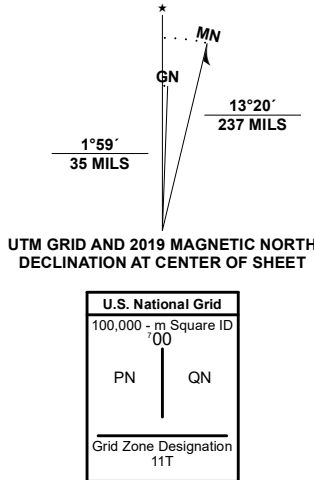 ★
MN
GN
13°20´
237 MILS
1°59´
35 MILS
UTM GRID AND 2019 MAGNETIC NORTH
DECLINATION AT CENTER OF SHEET
U.S. National Grid
100,000 - m Square ID
⁷00
PN QN
Grid Zone Designation
11T